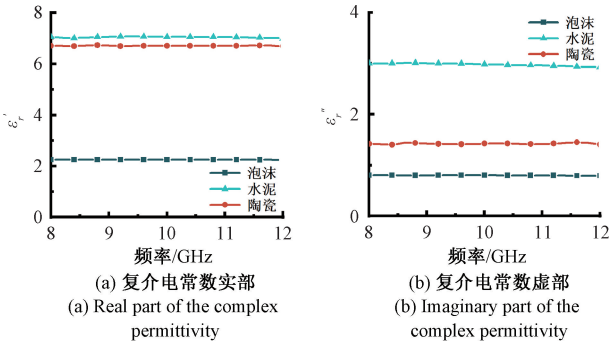 8
6
4
2
0
εr′
泡沫
水泥
陶瓷
8 9 10 11 12
频率/GHz
(a) 复介电常数实部
(a) Real part of the complex
permittivity
4
2
0
εr″
泡沫
水泥
陶瓷
8 9 10 11 12
频率/GHz
(b) 复介电常数虚部
(b) Imaginary part of the
complex permittivity